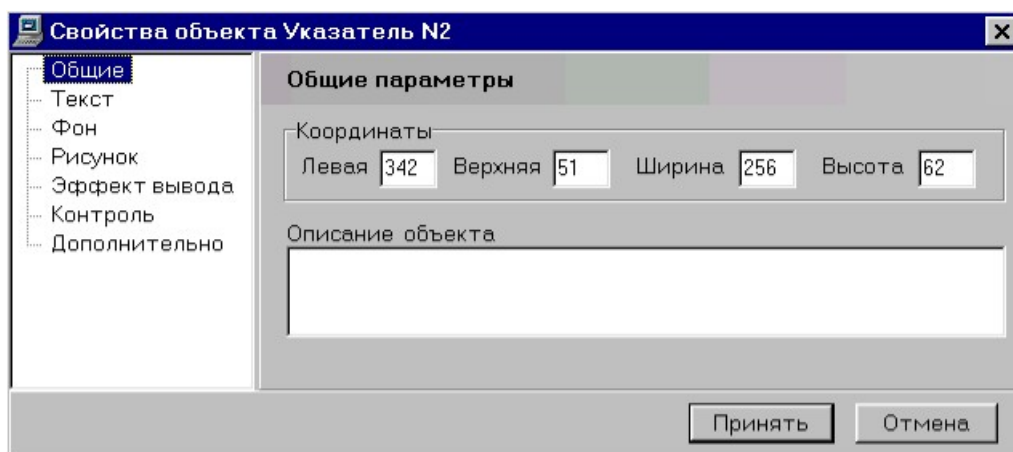 Свойства объекта Указатель N2
Общие
Текст
Фон
Рисунок
Эффект вывода
Контроль
Дополнительно
Общие параметры
Координаты
Левая 342 Верхняя 51 Ширина 256 Высота 62
Описание объекта
Принять Отмена